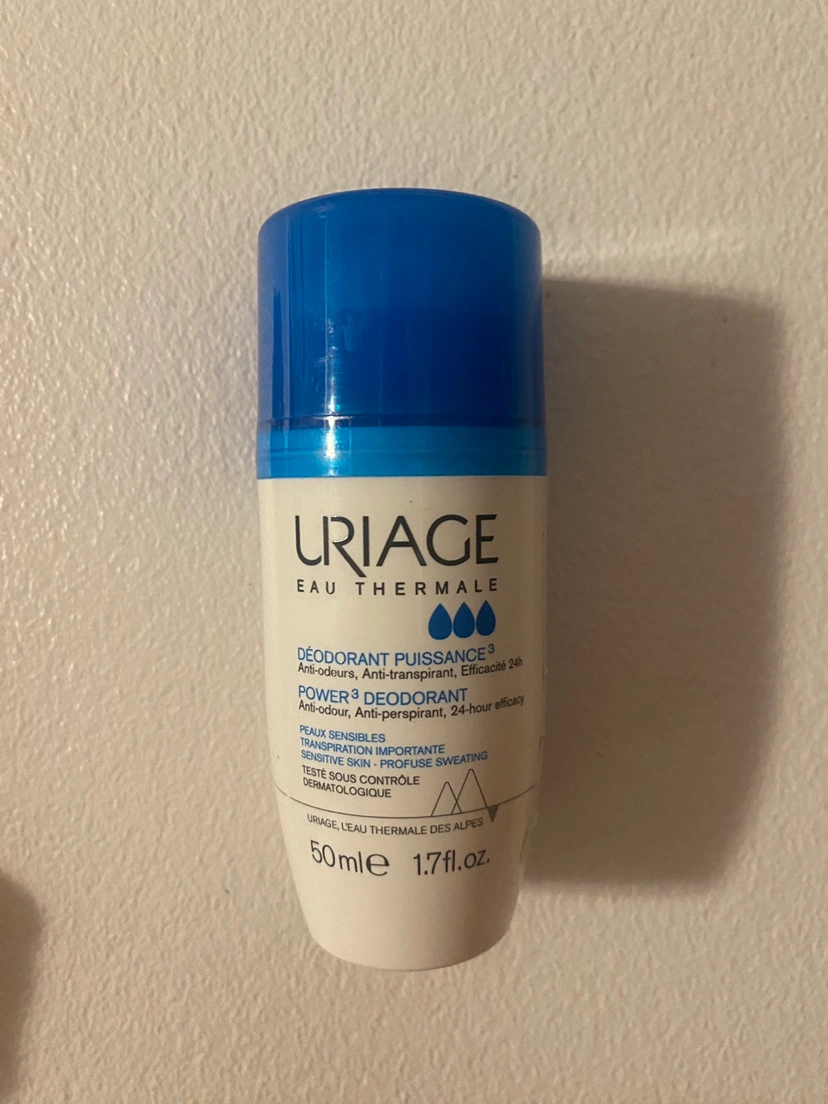 URIAGE
EAU THERMALE
DÉODORANT PUISSANCE³
Anti-odeurs, Anti-transpirant, Efficacité 24h
POWER³ DEODORANT
Anti-odour, Anti-perspirant, 24-hour efficacy
PEAUX SENSIBLES
TRANSPIRATION IMPORTANTE
SENSITIVE SKIN - PROFUSE SWEATING
TESTÉ SOUS CONTRÔLE
DERMATOLOGIQUE
URIAGE, L'EAU THERMALE DES ALPES
50ml℮ 1.7fl.oz.